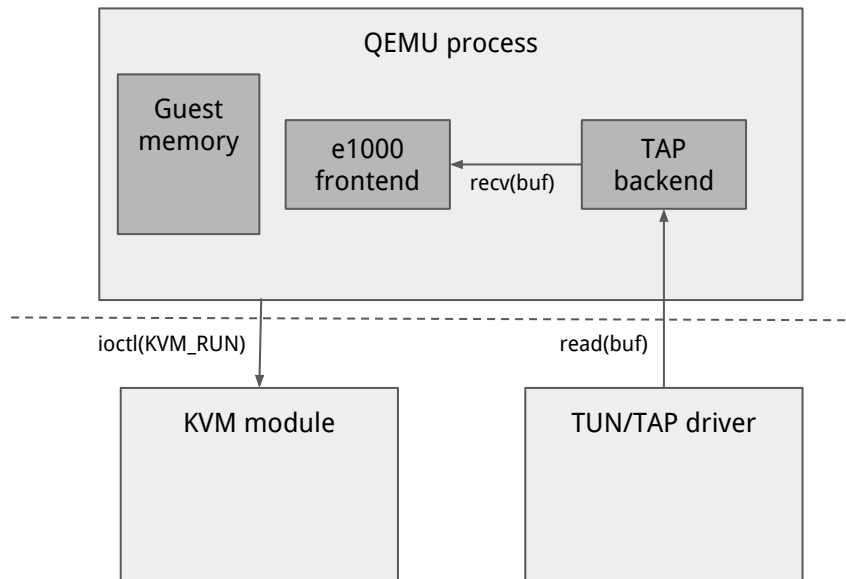 QEMU process
Guest
memory
e1000
frontend
TAP
backend
recv(buf)
ioctl(KVM_RUN)
read(buf)
KVM module
TUN/TAP driver